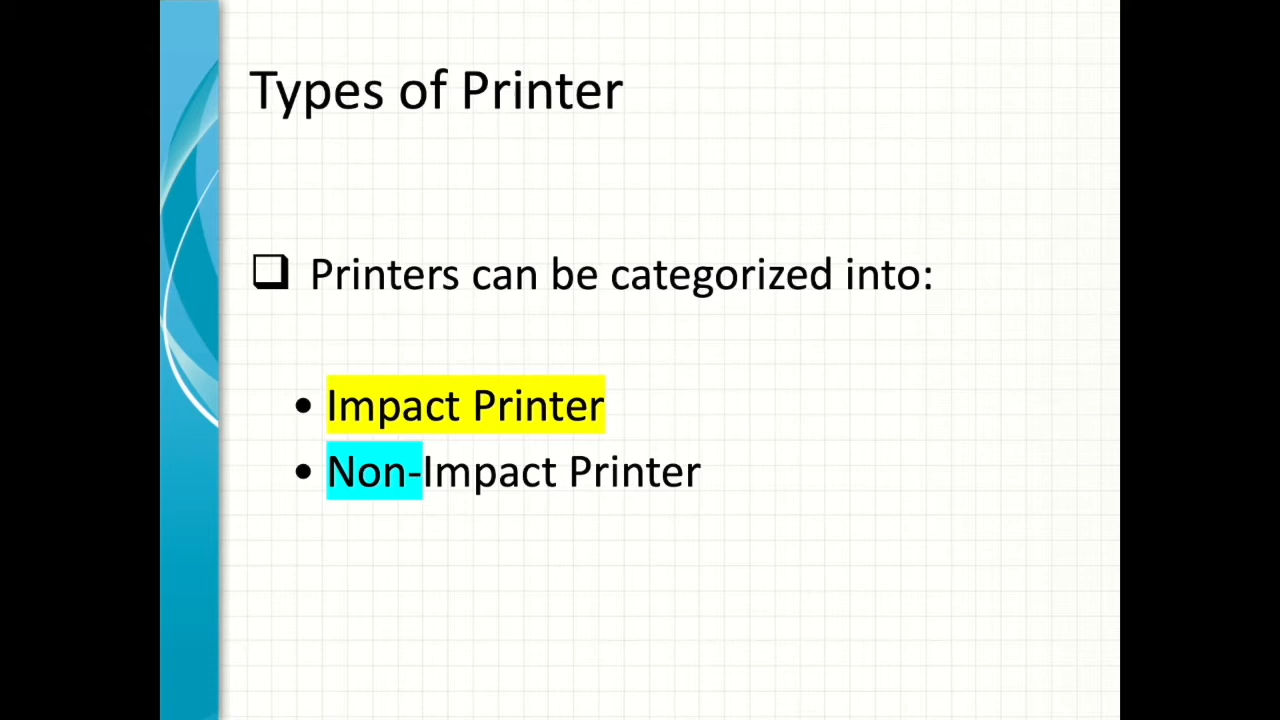 Types of Printer
Printers can be categorized into:
• Impact Printer
• Non-Impact Printer